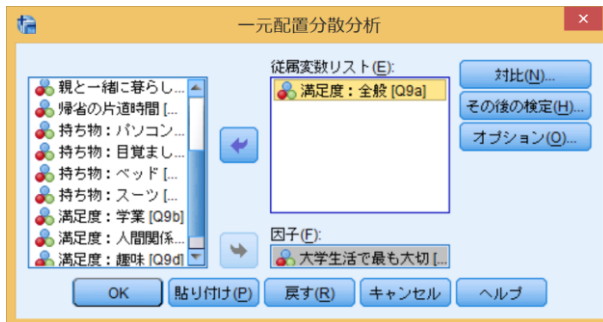 一元配置分散分析
親と一緒に暮らし...
帰省の片道時間 [...
持ち物：パソコン...
持ち物：目覚まし...
持ち物：ベッド [...
持ち物：スーツ [...
満足度：学業 [Q9b]
満足度：人間関係...
満足度：趣味 [Q9d]
従属変数リスト(E):
満足度：全般 [Q9a]
因子(F):
大学生活で最も大切 [...
対比(N)...
その後の検定(H)...
オプション(O)...
OK
貼り付け(P)
戻す(R)
キャンセル
ヘルプ